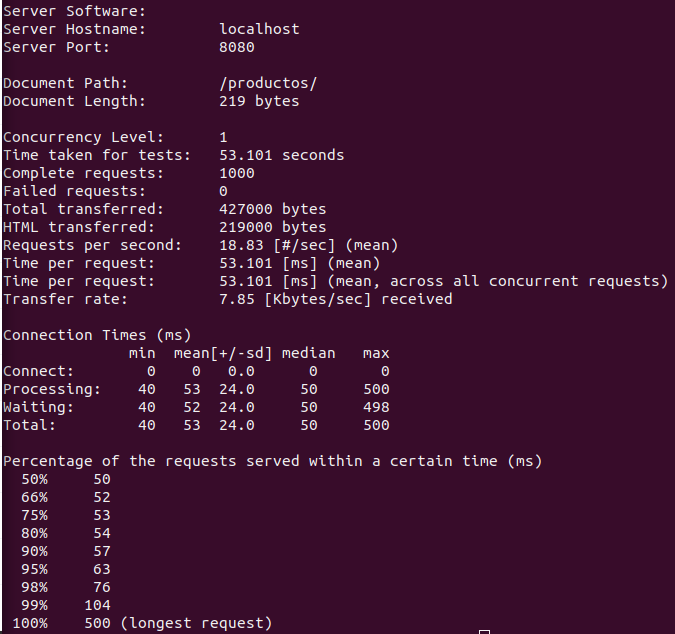 Server Software:
Server Hostname:        localhost
Server Port:            8080
Document Path:          /productos/
Document Length:        219 bytes
Concurrency Level:      1
Time taken for tests:   53.101 seconds
Complete requests:      1000
Failed requests:        0
Total transferred:      427000 bytes
HTML transferred:       219000 bytes
Requests per second:    18.83 [#/sec] (mean)
Time per request:       53.101 [ms] (mean)
Time per request:       53.101 [ms] (mean, across all concurrent requests)
Transfer rate:          7.85 [Kbytes/sec] received
Connection Times (ms)
              min  mean[+/-sd] median   max
Connect:        0    0   0.0      0       0
Processing:    40   53  24.0     50     500
Waiting:       40   52  24.0     50     498
Total:         40   53  24.0     50     500
Percentage of the requests served within a certain time (ms)
  50%     50
  66%     52
  75%     53
  80%     54
  90%     57
  95%     63
  98%     76
  99%    104
 100%    500 (longest request)